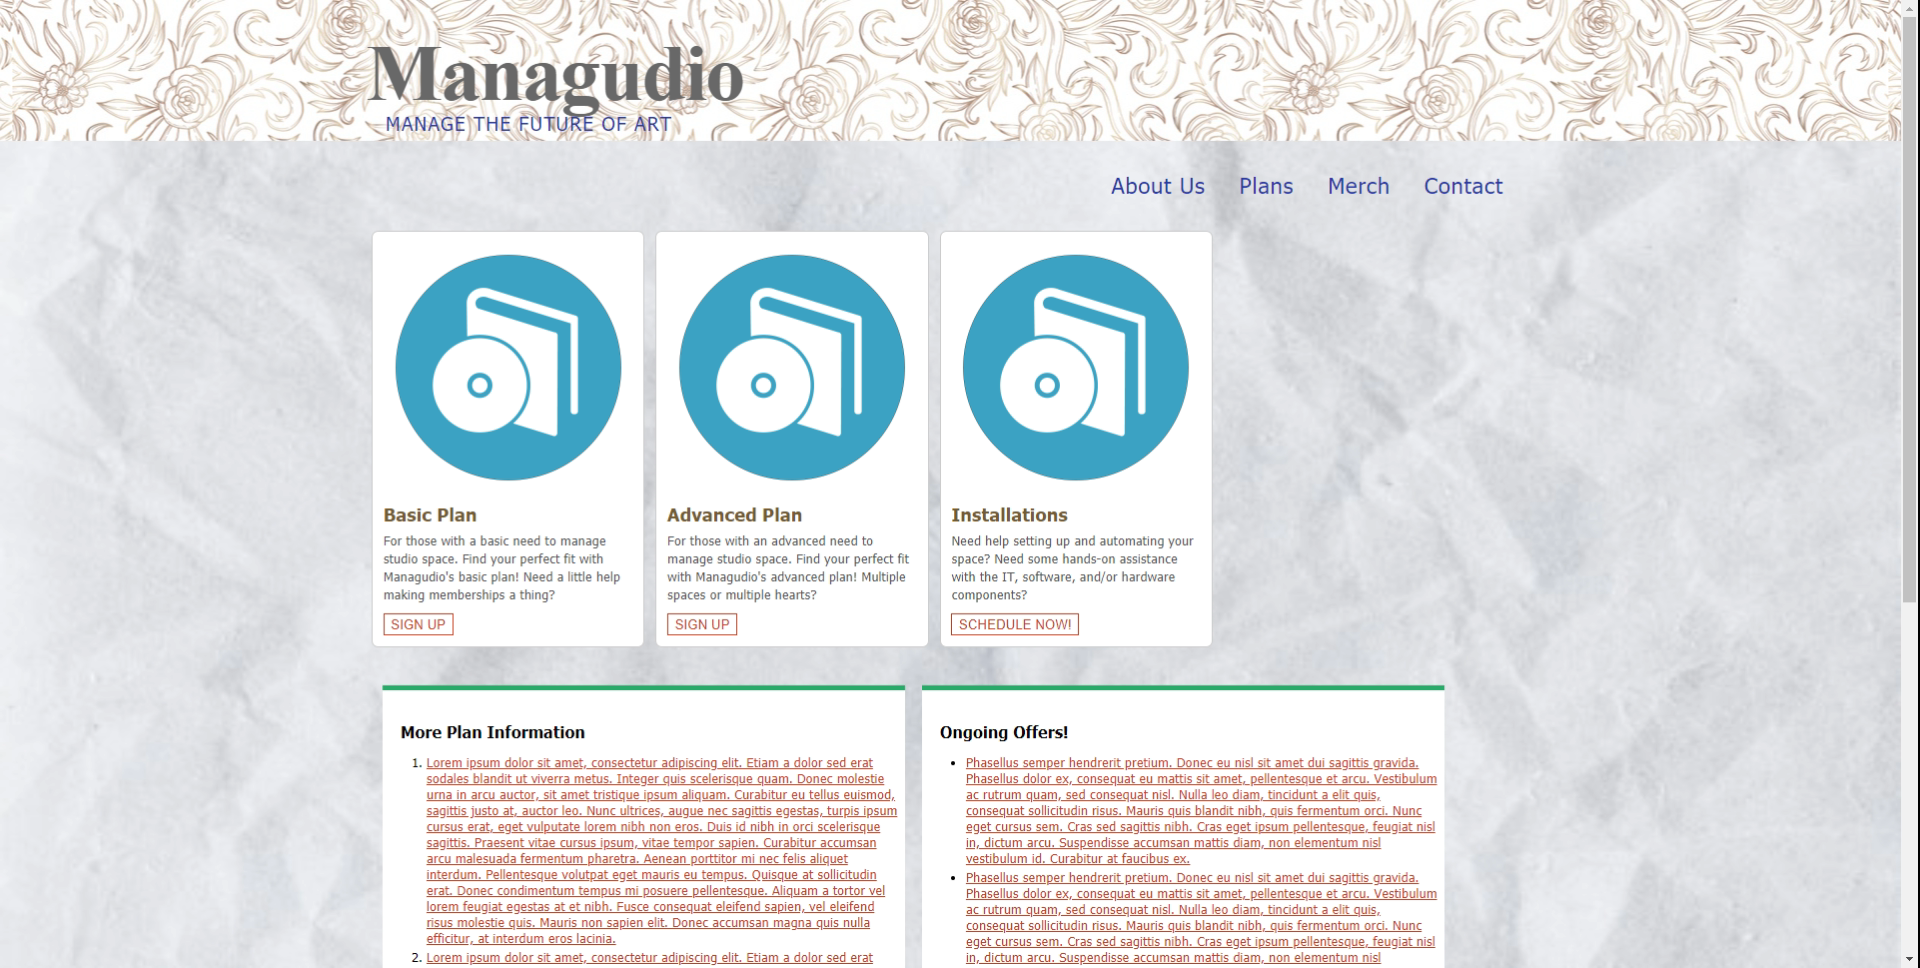 Managudio
MANAGE THE FUTURE OF ART
About Us Plans Merch Contact
Basic Plan
For those with a basic need to manage
studio space. Find your perfect fit with
Managudio's basic plan! Need a little help
making memberships a thing?
SIGN UP
Advanced Plan
For those with an advanced need to
manage studio space. Find your perfect fit
with Managudio's advanced plan! Multiple
spaces or multiple hearts?
SIGN UP
Installations
Need help setting up and automating your
space? Need some hands-on assistance
with the IT, software, and/or hardware
components?
SCHEDULE NOW!
More Plan Information
1. Lorem ipsum dolor sit amet, consectetur adipiscing elit. Etiam a dolor sed erat
sodales blandit ut viverra metus. Integer quis scelerisque quam. Donec molestie
urna in arcu auctor, sit amet tristique ipsum aliquam. Curabitur eu tellus euismod,
sagittis justo at, auctor leo. Nunc ultrices, augue nec sagittis egestas, turpis ipsum
cursus erat, eget vulputate lorem nibh non eros. Duis id nibh in orci scelerisque
sagittis. Praesent vitae cursus ipsum, vitae tempor sapien. Curabitur accumsan
arcu malesuada fermentum pharetra. Aenean porttitor mi nec felis aliquet
interdum. Pellentesque volutpat eget mauris eu tempus. Quisque at sollicitudin
erat. Donec condimentum tempus mi posuere pellentesque. Aliquam a tortor vel
lorem feugiat egestas at et nibh. Fusce consequat eleifend sapien, vel eleifend
risus molestie quis. Mauris non sapien elit. Donec accumsan magna quis nulla
efficitur, at interdum eros lacinia.
2. Lorem ipsum dolor sit amet, consectetur adipiscing elit. Etiam a dolor sed erat
Ongoing Offers!
• Phasellus semper hendrerit pretium. Donec eu nisl sit amet dui sagittis gravida.
Phasellus dolor ex, consequat eu mattis sit amet, pellentesque et arcu. Vestibulum
ac rutrum quam, sed consequat nisl. Nulla leo diam, tincidunt a elit quis,
consequat sollicitudin risus. Mauris quis blandit nibh, quis fermentum orci. Nunc
eget cursus sem. Cras sed sagittis nibh. Cras eget ipsum pellentesque, feugiat nisl
in, dictum arcu. Suspendisse accumsan mattis diam, non elementum nisl
vestibulum id. Curabitur at faucibus ex.
• Phasellus semper hendrerit pretium. Donec eu nisl sit amet dui sagittis gravida.
Phasellus dolor ex, consequat eu mattis sit amet, pellentesque et arcu. Vestibulum
ac rutrum quam, sed consequat nisl. Nulla leo diam, tincidunt a elit quis,
consequat sollicitudin risus. Mauris quis blandit nibh, quis fermentum orci. Nunc
eget cursus sem. Cras sed sagittis nibh. Cras eget ipsum pellentesque, feugiat nisl
in, dictum arcu. Suspendisse accumsan mattis diam, non elementum nisl